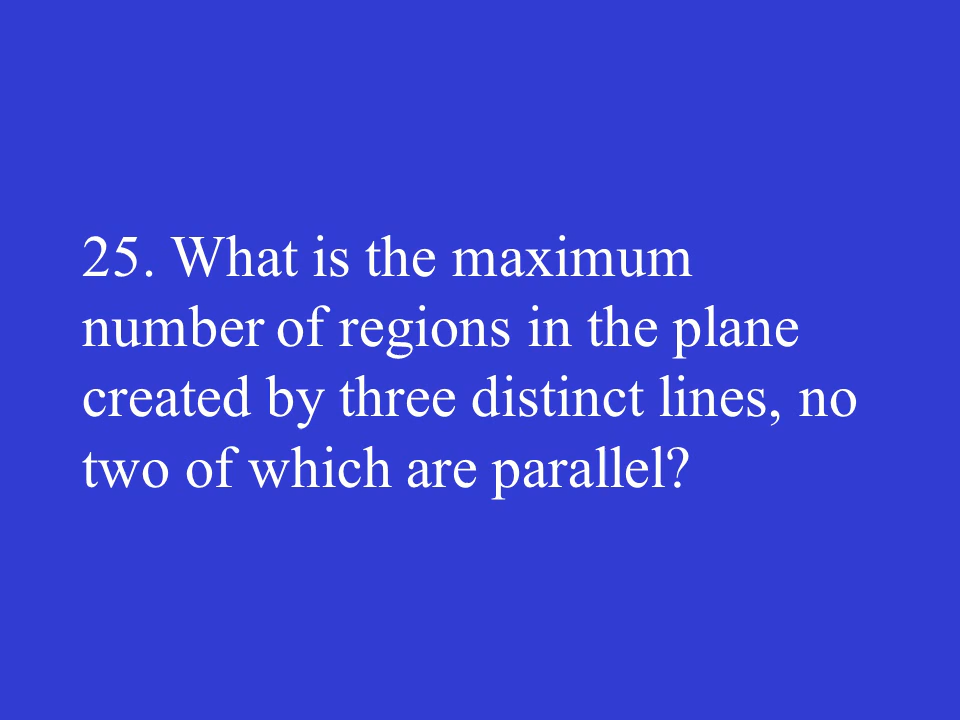 25. What is the maximum
number of regions in the plane
created by three distinct lines, no
two of which are parallel?